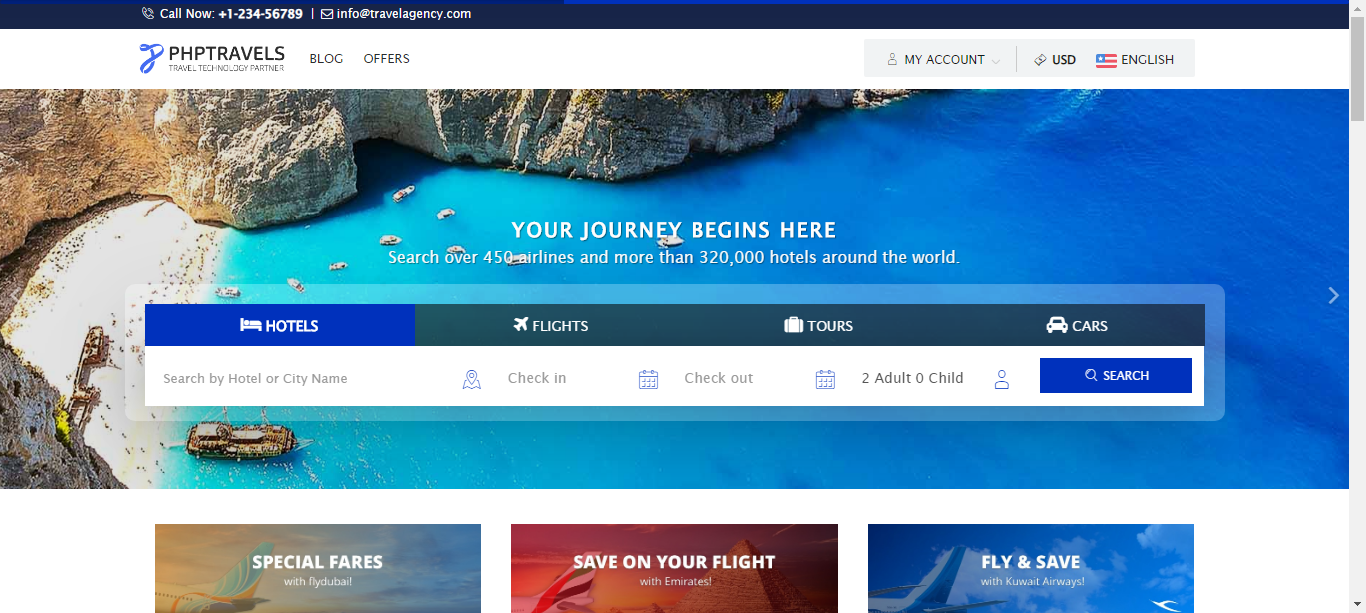 Call Now: +1-234-56789 | info@travelagency.com
PHPTRAVELS
TRAVEL TECHNOLOGY PARTNER
BLOG OFFERS
MY ACCOUNT USD ENGLISH
YOUR JOURNEY BEGINS HERE
Search over 450 airlines and more than 320,000 hotels around the world.
HOTELS FLIGHTS TOURS CARS
Search by Hotel or City Name Check in Check out 2 Adult 0 Child SEARCH
SPECIAL FARES
with flydubai!
SAVE ON YOUR FLIGHT
with Emirates!
FLY & SAVE
with Kuwait Airways!